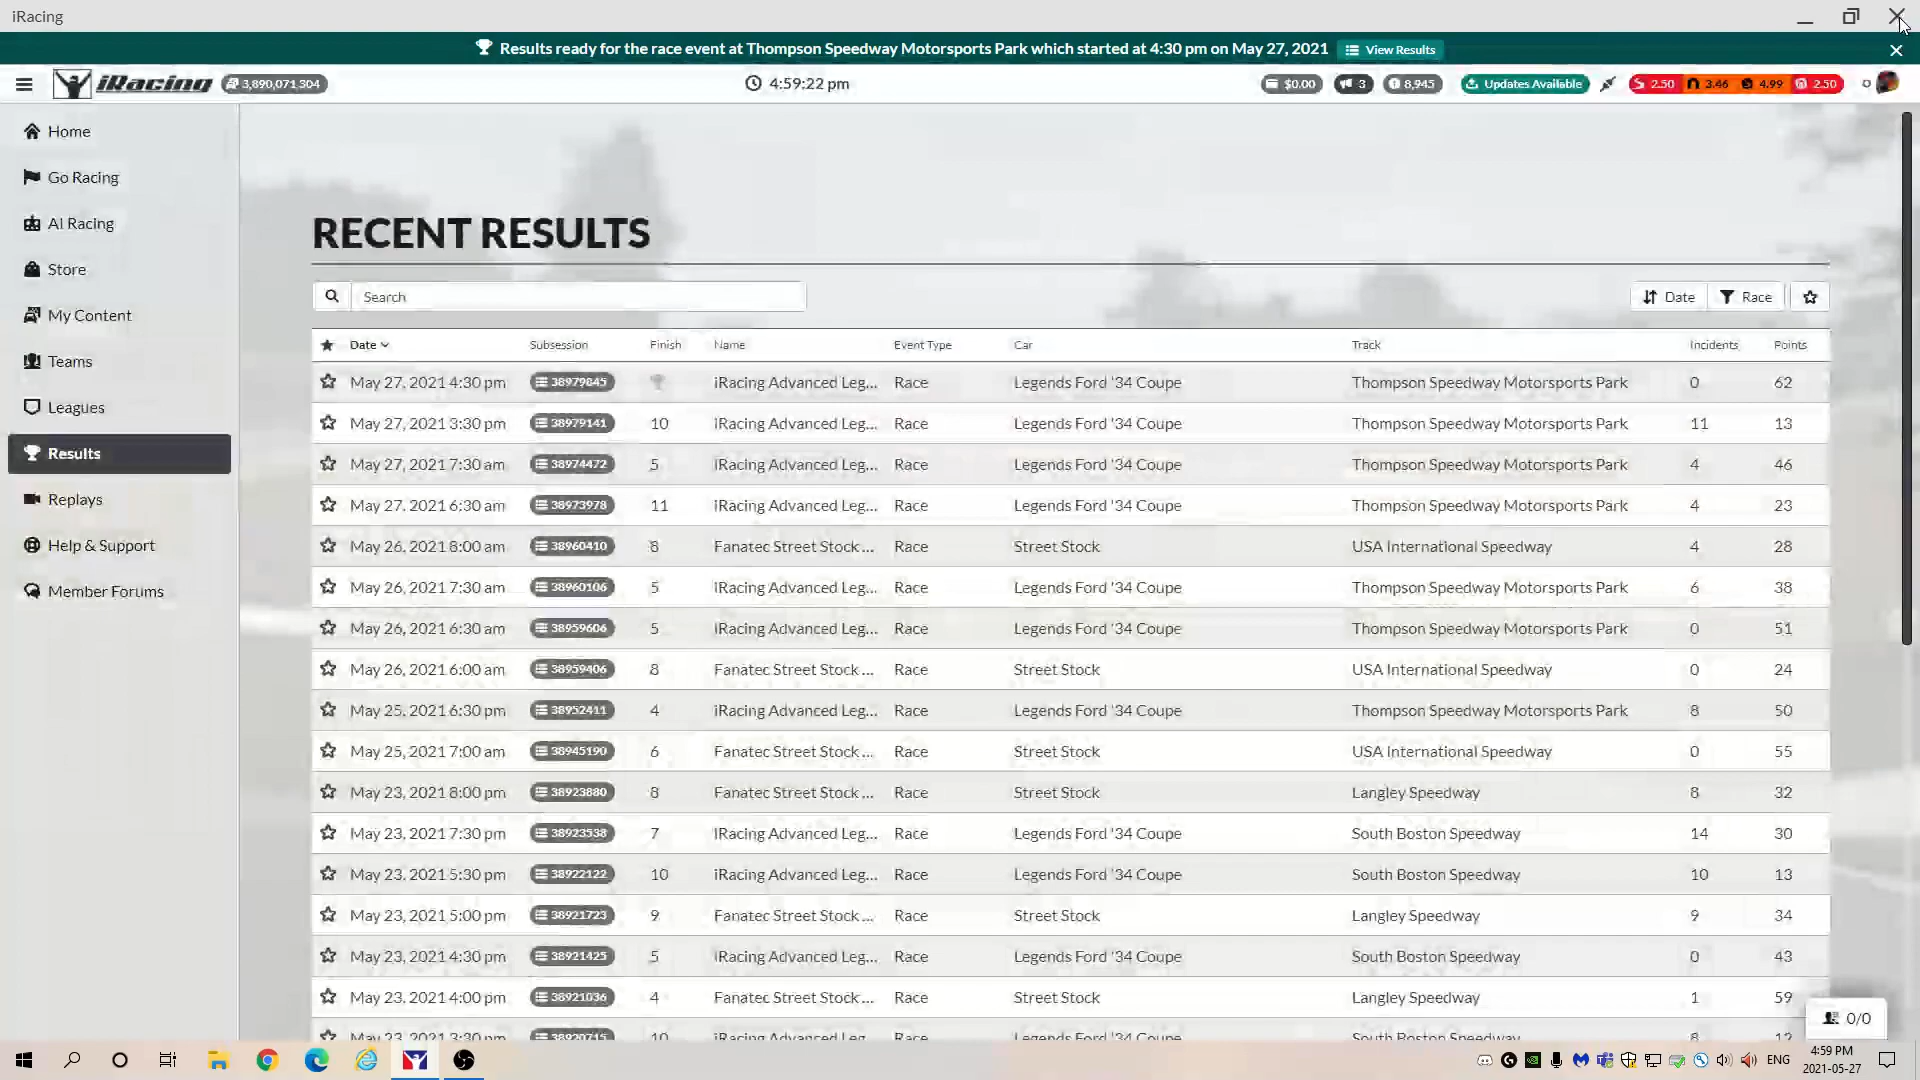 iRacing
Results ready for the race event at Thompson Speedway Motorsports Park which started at 4:30 pm on May 27, 2021 View Results
iRacing 3,890,071,304 4:59:22 pm $0.00 3 8,945 Updates Available 2.50 3.46 4.99 2.50
Home
Go Racing
AI Racing
Store
My Content
Teams
Leagues
Results
Replays
Help & Support
Member Forums
RECENT RESULTS
Search Date Race
Date Subsession Finish Name Event Type Car Track Incidents Points
May 27, 2021 4:30 pm 38979845 iRacing Advanced Leg... Race Legends Ford '34 Coupe Thompson Speedway Motorsports Park 0 62
May 27, 2021 3:30 pm 38979141 10 iRacing Advanced Leg... Race Legends Ford '34 Coupe Thompson Speedway Motorsports Park 11 13
May 27, 2021 7:30 am 38974472 5 iRacing Advanced Leg... Race Legends Ford '34 Coupe Thompson Speedway Motorsports Park 4 46
May 27, 2021 6:30 am 38973978 11 iRacing Advanced Leg... Race Legends Ford '34 Coupe Thompson Speedway Motorsports Park 4 23
May 26, 2021 8:00 am 38960410 8 Fanatec Street Stock ... Race Street Stock USA International Speedway 4 28
May 26, 2021 7:30 am 38960106 5 iRacing Advanced Leg... Race Legends Ford '34 Coupe Thompson Speedway Motorsports Park 6 38
May 26, 2021 6:30 am 38959606 5 iRacing Advanced Leg... Race Legends Ford '34 Coupe Thompson Speedway Motorsports Park 0 51
May 26, 2021 6:00 am 38959406 8 Fanatec Street Stock ... Race Street Stock USA International Speedway 0 24
May 25, 2021 6:30 pm 38952411 4 iRacing Advanced Leg... Race Legends Ford '34 Coupe Thompson Speedway Motorsports Park 8 50
May 25, 2021 7:00 am 38945190 6 Fanatec Street Stock ... Race Street Stock USA International Speedway 0 55
May 23, 2021 8:00 pm 38923880 8 Fanatec Street Stock ... Race Street Stock Langley Speedway 8 32
May 23, 2021 7:30 pm 38923538 7 iRacing Advanced Leg... Race Legends Ford '34 Coupe South Boston Speedway 14 30
May 23, 2021 5:30 pm 38922122 10 iRacing Advanced Leg... Race Legends Ford '34 Coupe South Boston Speedway 10 13
May 23, 2021 5:00 pm 38921723 9 Fanatec Street Stock ... Race Street Stock Langley Speedway 9 34
May 23, 2021 4:30 pm 38921425 5 iRacing Advanced Leg... Race Legends Ford '34 Coupe South Boston Speedway 0 43
May 23, 2021 4:00 pm 38921036 4 Fanatec Street Stock ... Race Street Stock Langley Speedway 1 59
May 23, 2021 3:30 pm 10 iRacing Advanced Leg... Race Legends Ford '34 Coupe South Boston Speedway 8
0/0
ENG 4:59 PM
2021-05-27